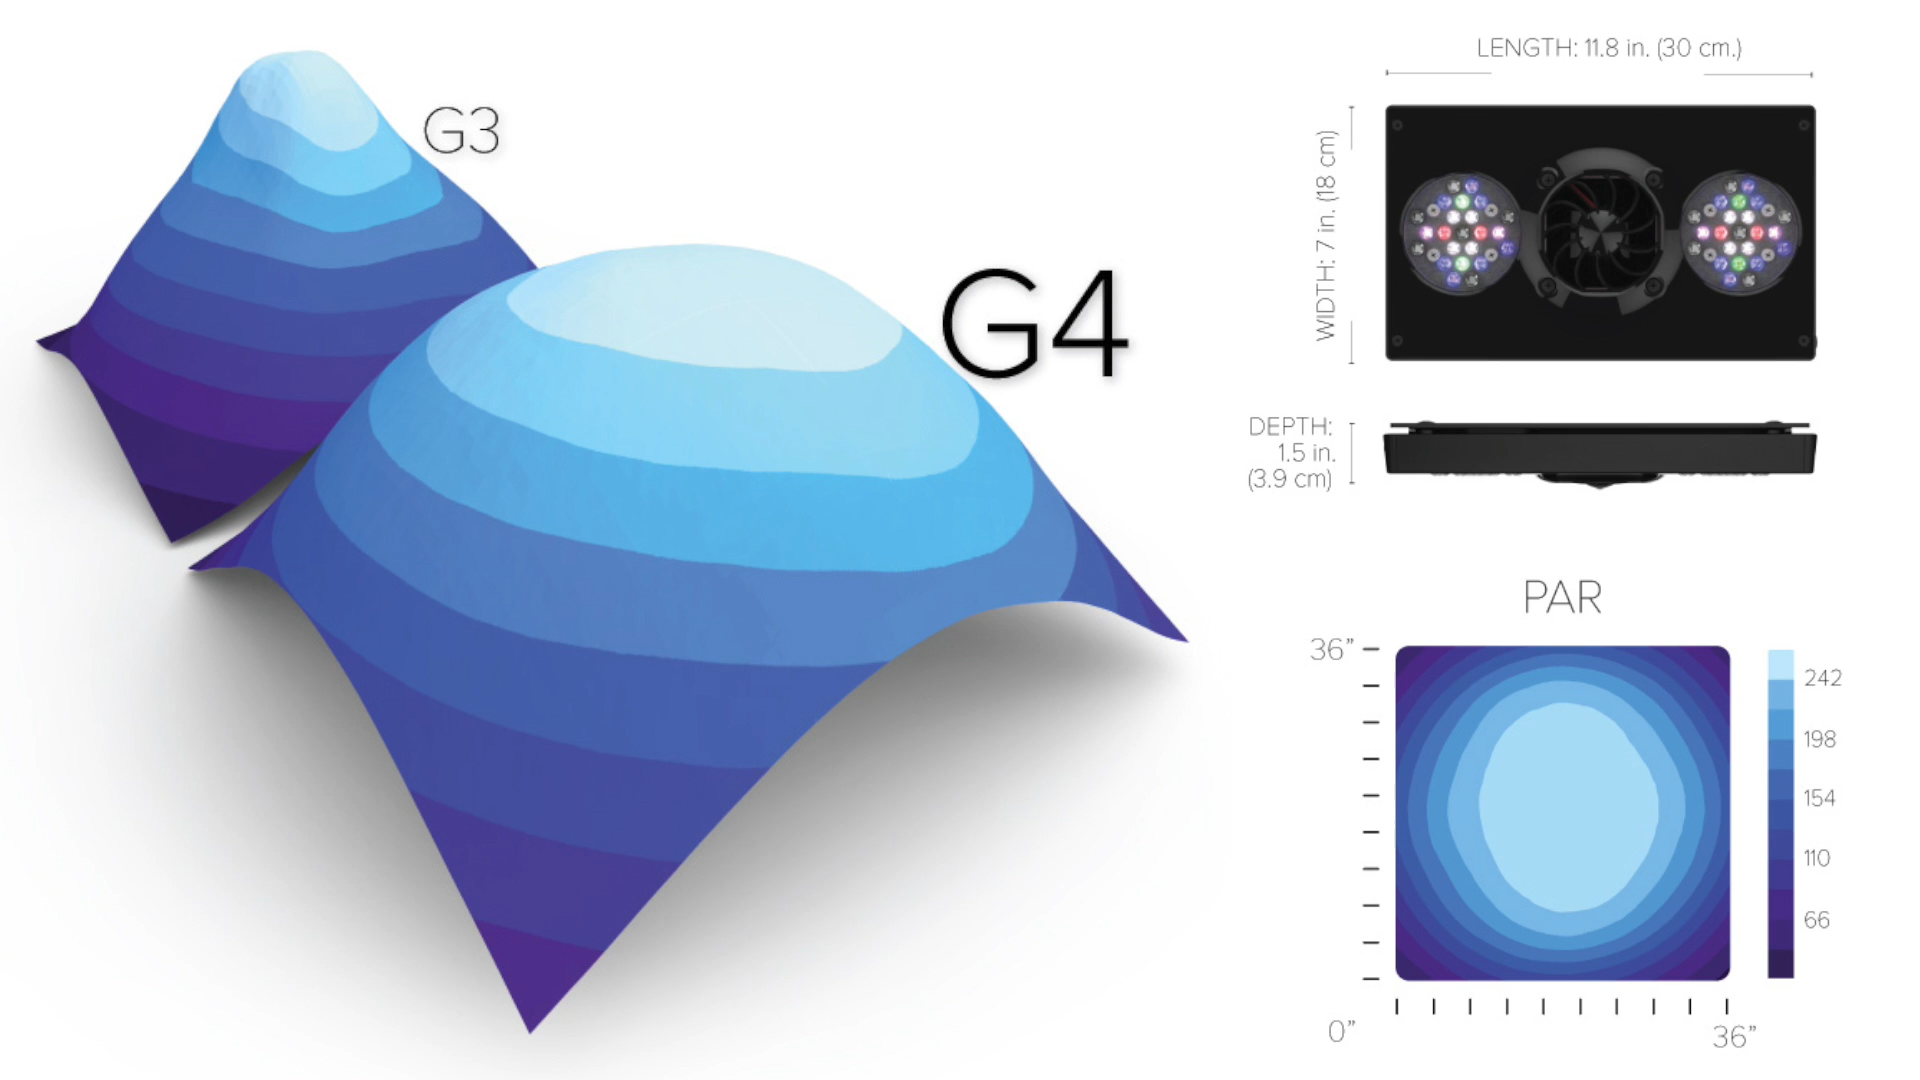 G3
G4
LENGTH: 11.8 in. (30 cm.)
WIDTH: 7 in. (18 cm)
DEPTH:
1.5 in.
(3.9 cm)
PAR
36”
242
198
154
110
66
0”
36”